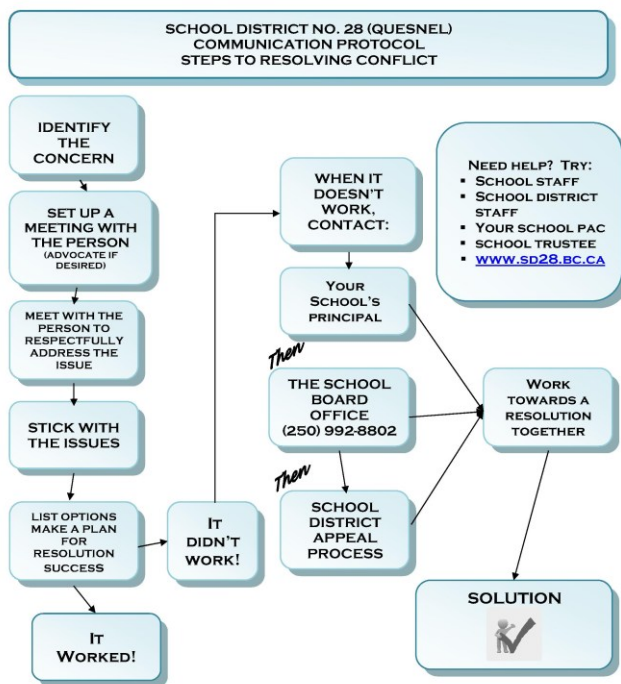 SCHOOL DISTRICT NO. 28 (QUESNEL)
COMMUNICATION PROTOCOL
STEPS TO RESOLVING CONFLICT
IDENTIFY
THE
CONCERN
SET UP A
MEETING WITH
THE PERSON
(ADVOCATE IF
DESIRED)
MEET WITH THE
PERSON TO
RESPECTFULLY
ADDRESS THE
ISSUE
STICK WITH
THE ISSUES
LIST OPTIONS
MAKE A PLAN
FOR
RESOLUTION
SUCCESS
IT
WORKED!
IT
DIDN'T
WORK!
WHEN IT
DOESN'T
WORK,
CONTACT:
YOUR
SCHOOL'S
PRINCIPAL
Then
THE SCHOOL
BOARD
OFFICE
(250) 992-8802
Then
SCHOOL
DISTRICT
APPEAL
PROCESS
NEED HELP? TRY:
▪ SCHOOL STAFF
▪ SCHOOL DISTRICT
STAFF
▪ YOUR SCHOOL PAC
▪ SCHOOL TRUSTEE
▪ WWW.SD28.BC.CA
WORK
TOWARDS A
RESOLUTION
TOGETHER
SOLUTION